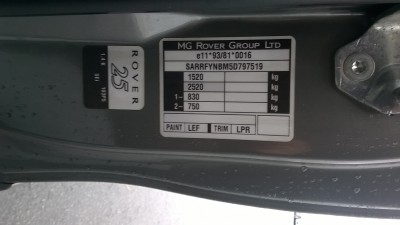 ROVER
25
MG ROVER GROUP LTD
e11*93/81*0016
SARRFYNBM5D797519
1520 kg
2520 kg
1- 830 kg
2- 750 kg
PAINT LEF TRIM LPR